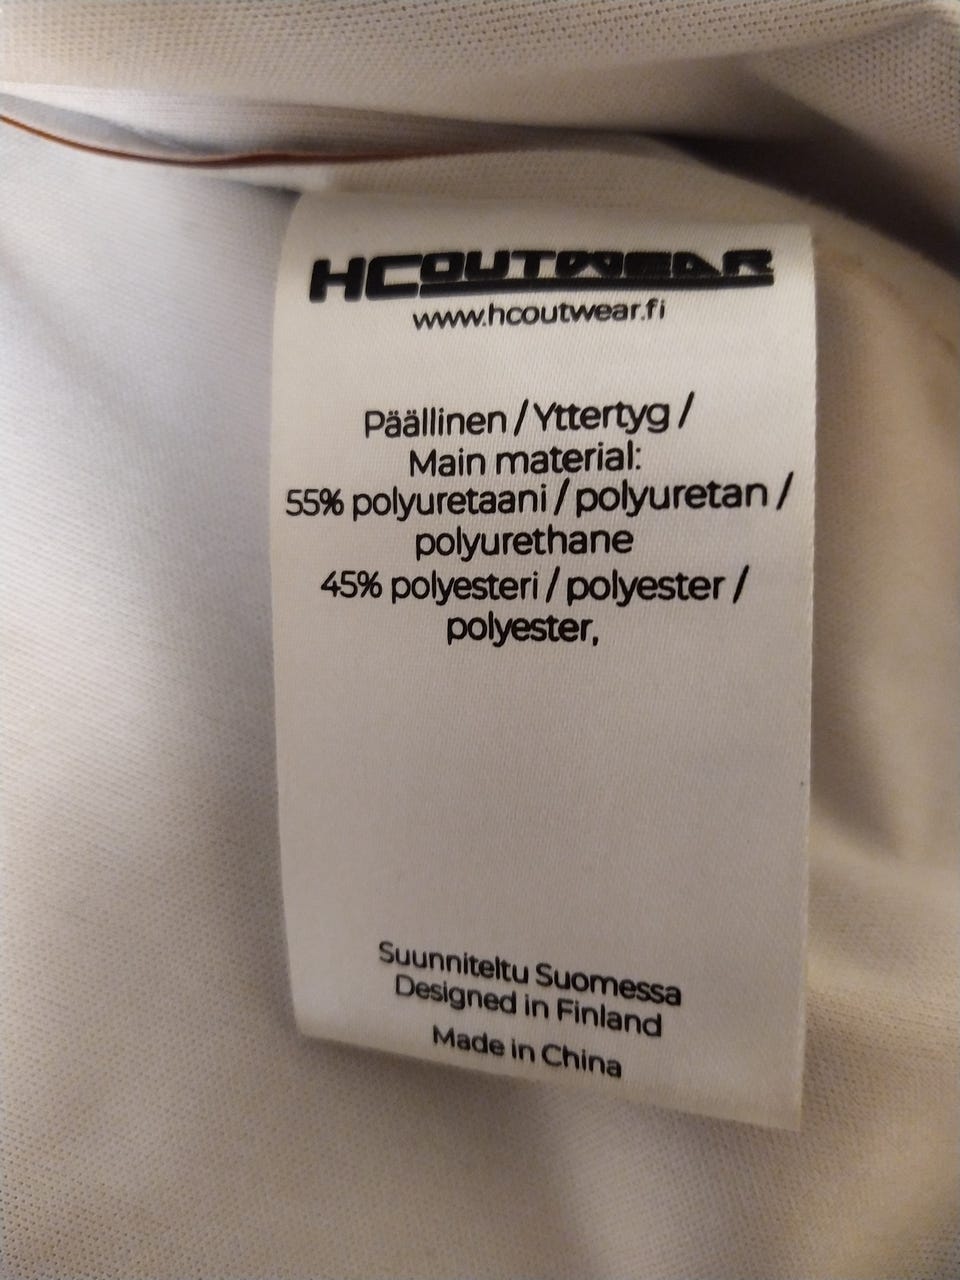 HCOUTWEAR
www.hcoutwear.fi
Päällinen / Yttertyg /
Main material:
55% polyuretaani / polyuretan /
polyurethane
45% polyesteri / polyester /
polyester,
Suunniteltu Suomessa
Designed in Finland
Made in China